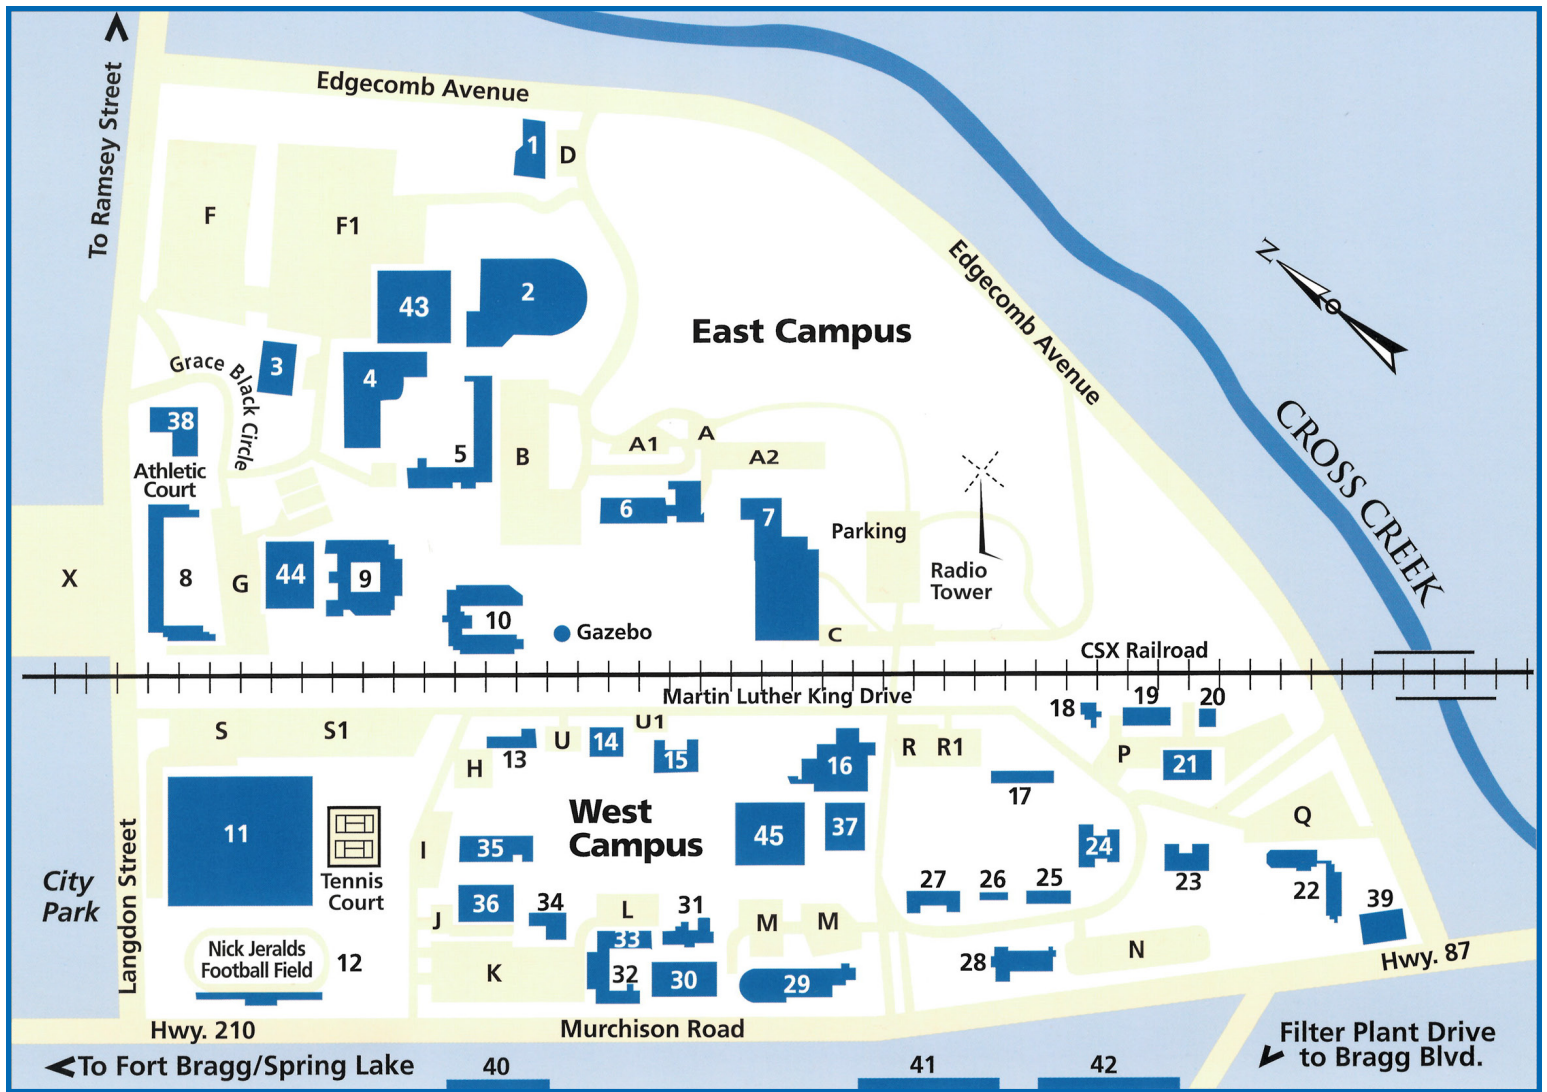 To Ramsey Street
Edgecomb Avenue
1
D
F
F1
Edgecomb Avenue
N
43
2
East Campus
Grace Black Circle
3
4
38
Athletic
Court
5
B
A1
A
A2
CROSS CREEK
6
7
Parking
Radio
Tower
X
8
G
44
9
10
Gazebo
C
CSX Railroad
Martin Luther King Drive
S
S1
H
13
U
14
U1
15
16
R
R1
17
18
19
20
P
21
11
West
Campus
45
37
Q
I
35
24
23
22
39
City
Park
Langdon Street
Tennis
Court
J
36
34
L
31
33
M
M
27
26
25
Nick Jeralds
Football Field
12
K
32
30
29
28
N
Hwy. 87
Hwy. 210
Murchison Road
Filter Plant Drive
to Bragg Blvd.
To Fort Bragg/Spring Lake
40
41
42